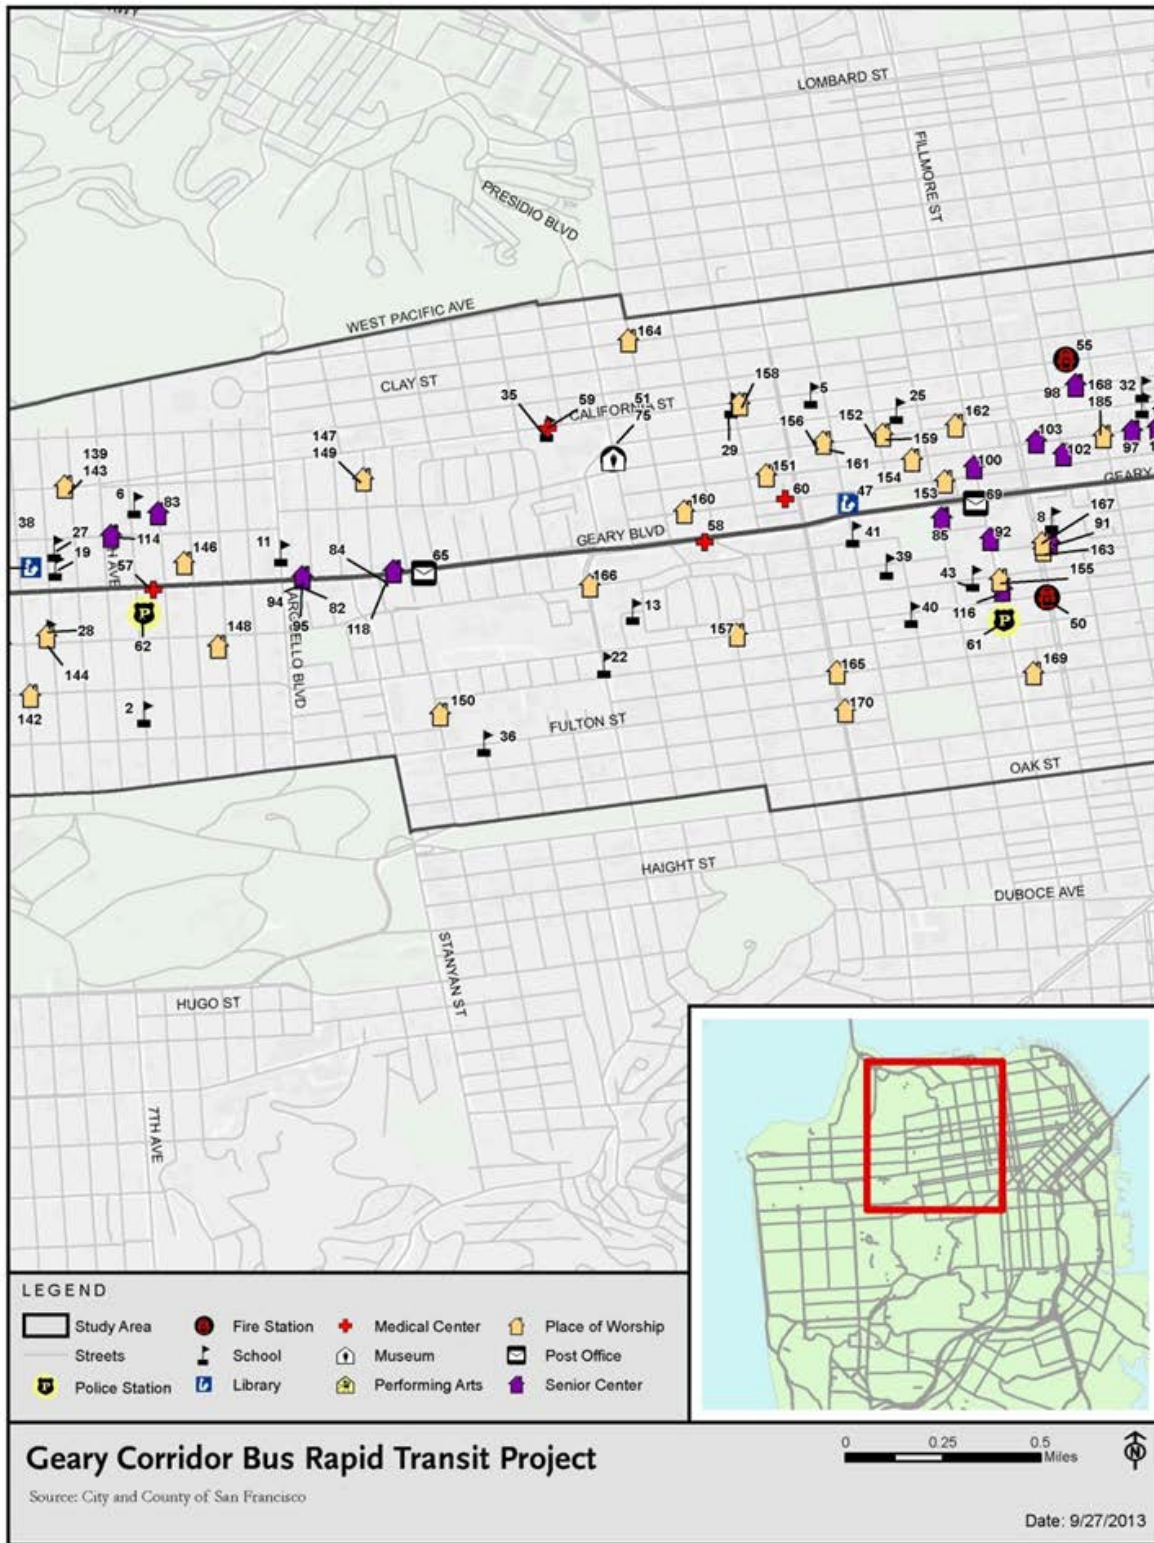 LOMBARD ST
FILLMORE ST
PRESIDIO BLVD
WEST PACIFIC AVE
164
55
CLAY ST
158
5
168
98
32
35
59
51
CALIFORNIA ST
75
25
185
162
156
152
103
97
147
149
29
159
102
139
143
161
154
100
151
GEARY
6
83
160
60
47
153
69
167
38
27
114
58
8
91
19
11
GEARY BLVD
41
85
92
163
146
84
65
57
39
155
94
82
166
43
116
95
118
13
40
50
28
62
148
ARGUELLO BLVD
157
61
144
22
165
169
142
2
150
170
36
FULTON ST
OAK ST
HAIGHT ST
DUBOCE AVE
STANYAN ST
HUGO ST
7TH AVE
LEGEND
Study Area
Fire Station
Medical Center
Place of Worship
Streets
School
Museum
Post Office
Police Station
Library
Performing Arts
Senior Center
Geary Corridor Bus Rapid Transit Project
0 0.25 0.5
Miles
N
Source: City and County of San Francisco
Date: 9/27/2013